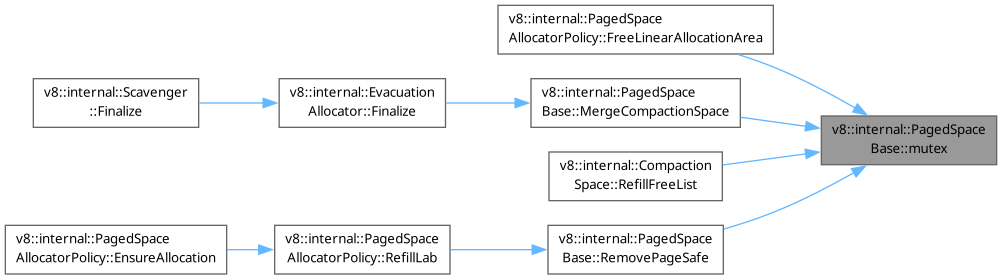 v8::internal::PagedSpace
AllocatorPolicy::FreeLinearAllocationArea
v8::internal::Scavenger
::Finalize
v8::internal::Evacuation
Allocator::Finalize
v8::internal::PagedSpace
Base::MergeCompactionSpace
v8::internal::PagedSpace
Base::mutex
v8::internal::Compaction
Space::RefillFreeList
v8::internal::PagedSpace
AllocatorPolicy::EnsureAllocation
v8::internal::PagedSpace
AllocatorPolicy::RefillLab
v8::internal::PagedSpace
Base::RemovePageSafe